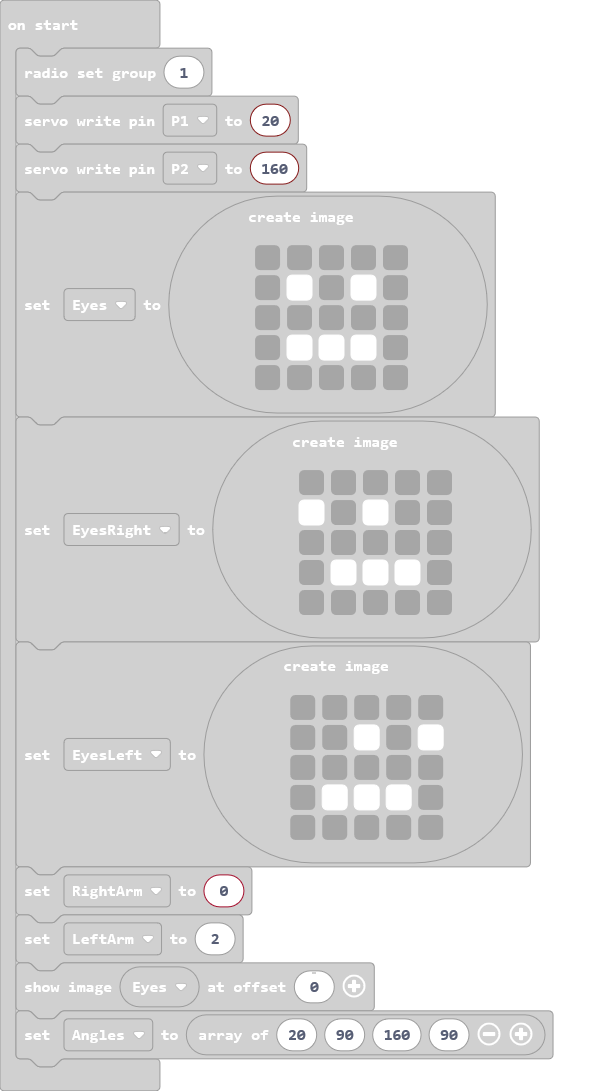 on start
radio set group 1
servo write pin P1 to 20
servo write pin P2 to 160
create image
set Eyes to
create image
set EyesRight to
create image
set EyesLeft to
set RightArm to 0
set LeftArm to 2
show image Eyes at offset 0
set Angles to array of 20 90 160 90